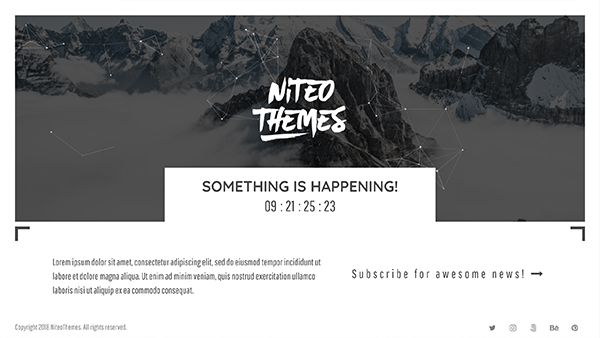 NiTEO
THEMES
SOMETHING IS HAPPENING!
09 : 21 : 25 : 23
Lorem ipsum dolor sit amet, consectetur adipiscing elit, sed do eiusmod tempor incididunt ut
labore et dolore magna aliqua. Ut enim ad minim veniam, quis nostrud exercitation ullamco
laboris nisi ut aliquip ex ea commodo consequat.
Subscribe for awesome news! →
Copyright 2018 NiteoThemes. All rights reserved.